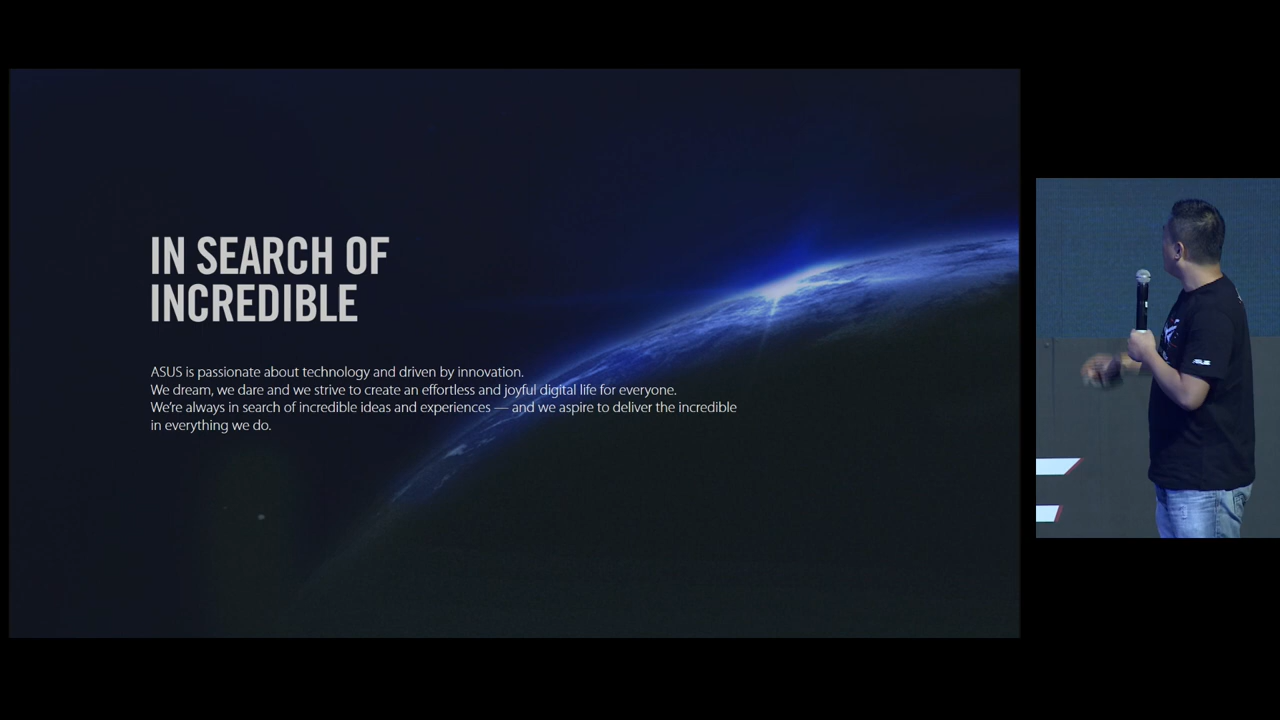 IN SEARCH OF
INCREDIBLE
ASUS is passionate about technology and driven by innovation.
We dream, we dare and we strive to create an effortless and joyful digital life for everyone.
We're always in search of incredible ideas and experiences — and we aspire to deliver the incredible
in everything we do.
ASUS